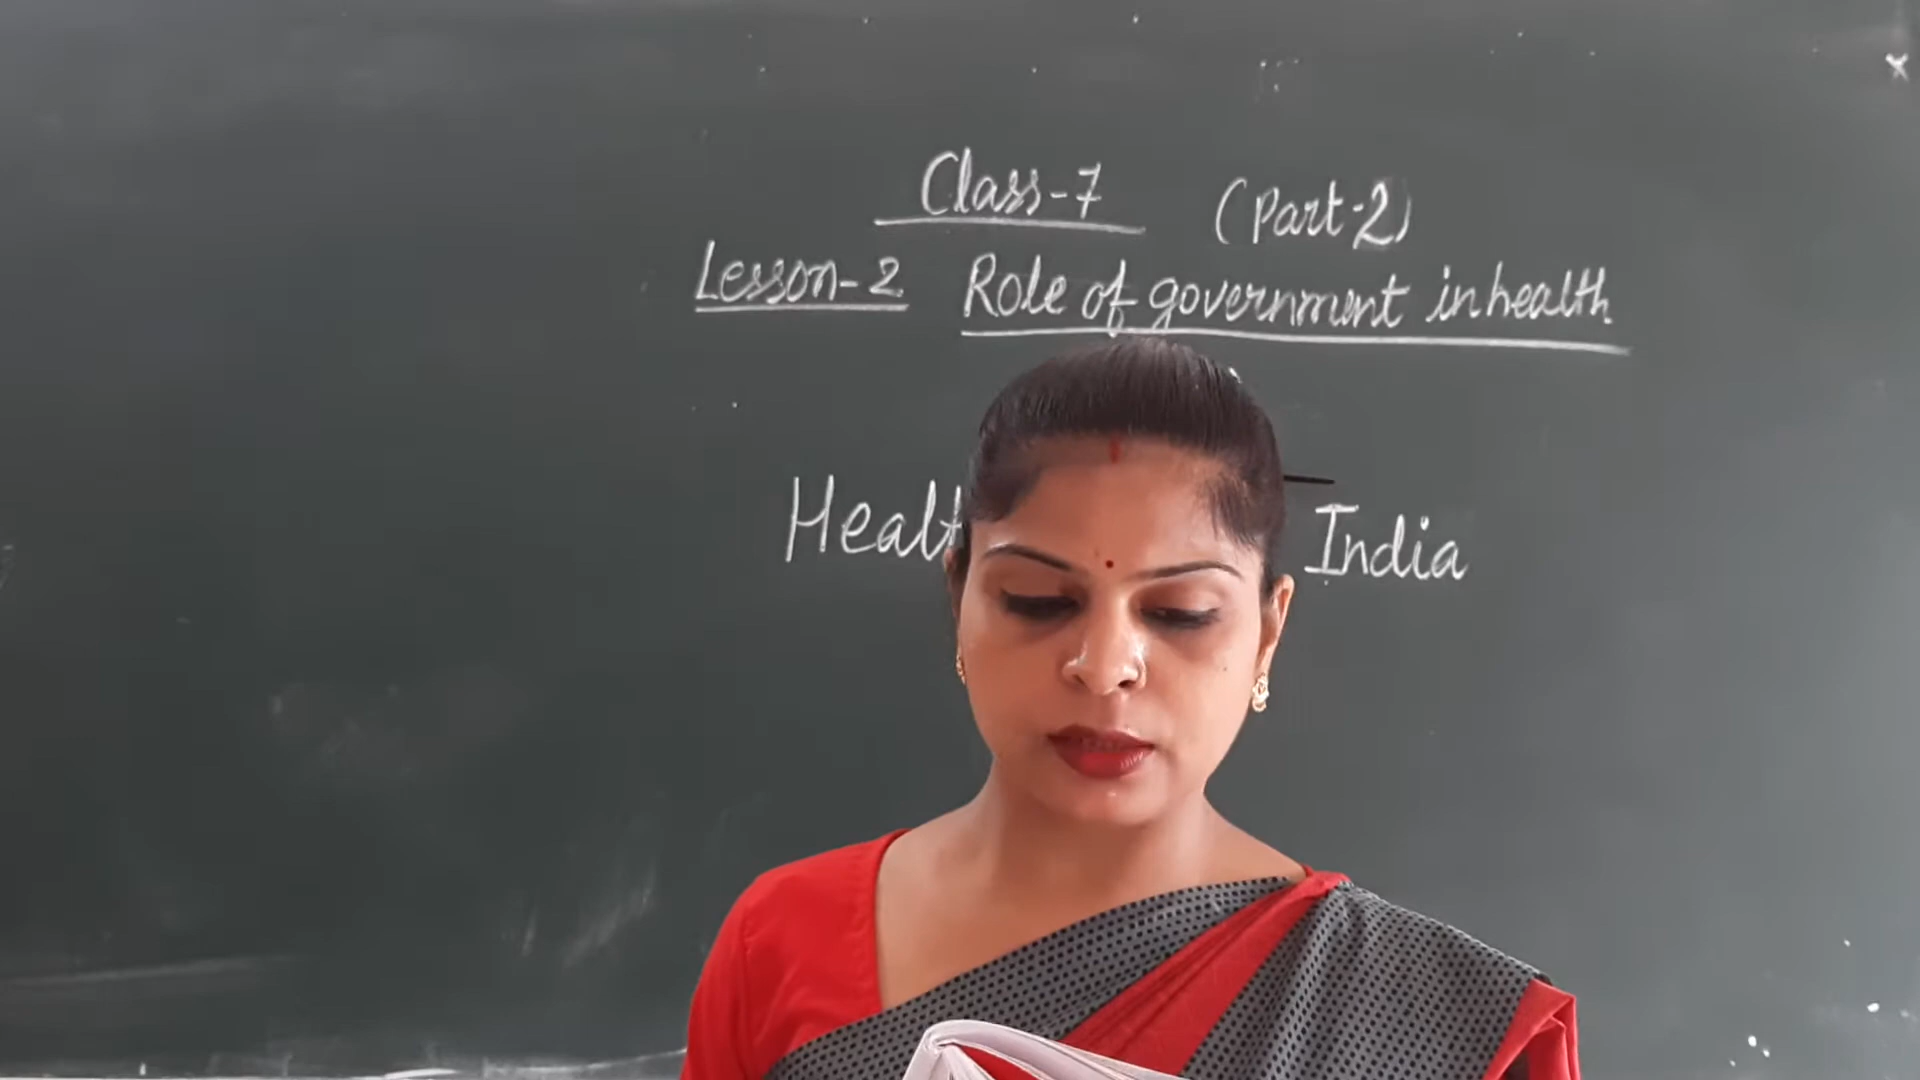 Class-7 (Part-2)
Lesson-2 Role of government in health
India